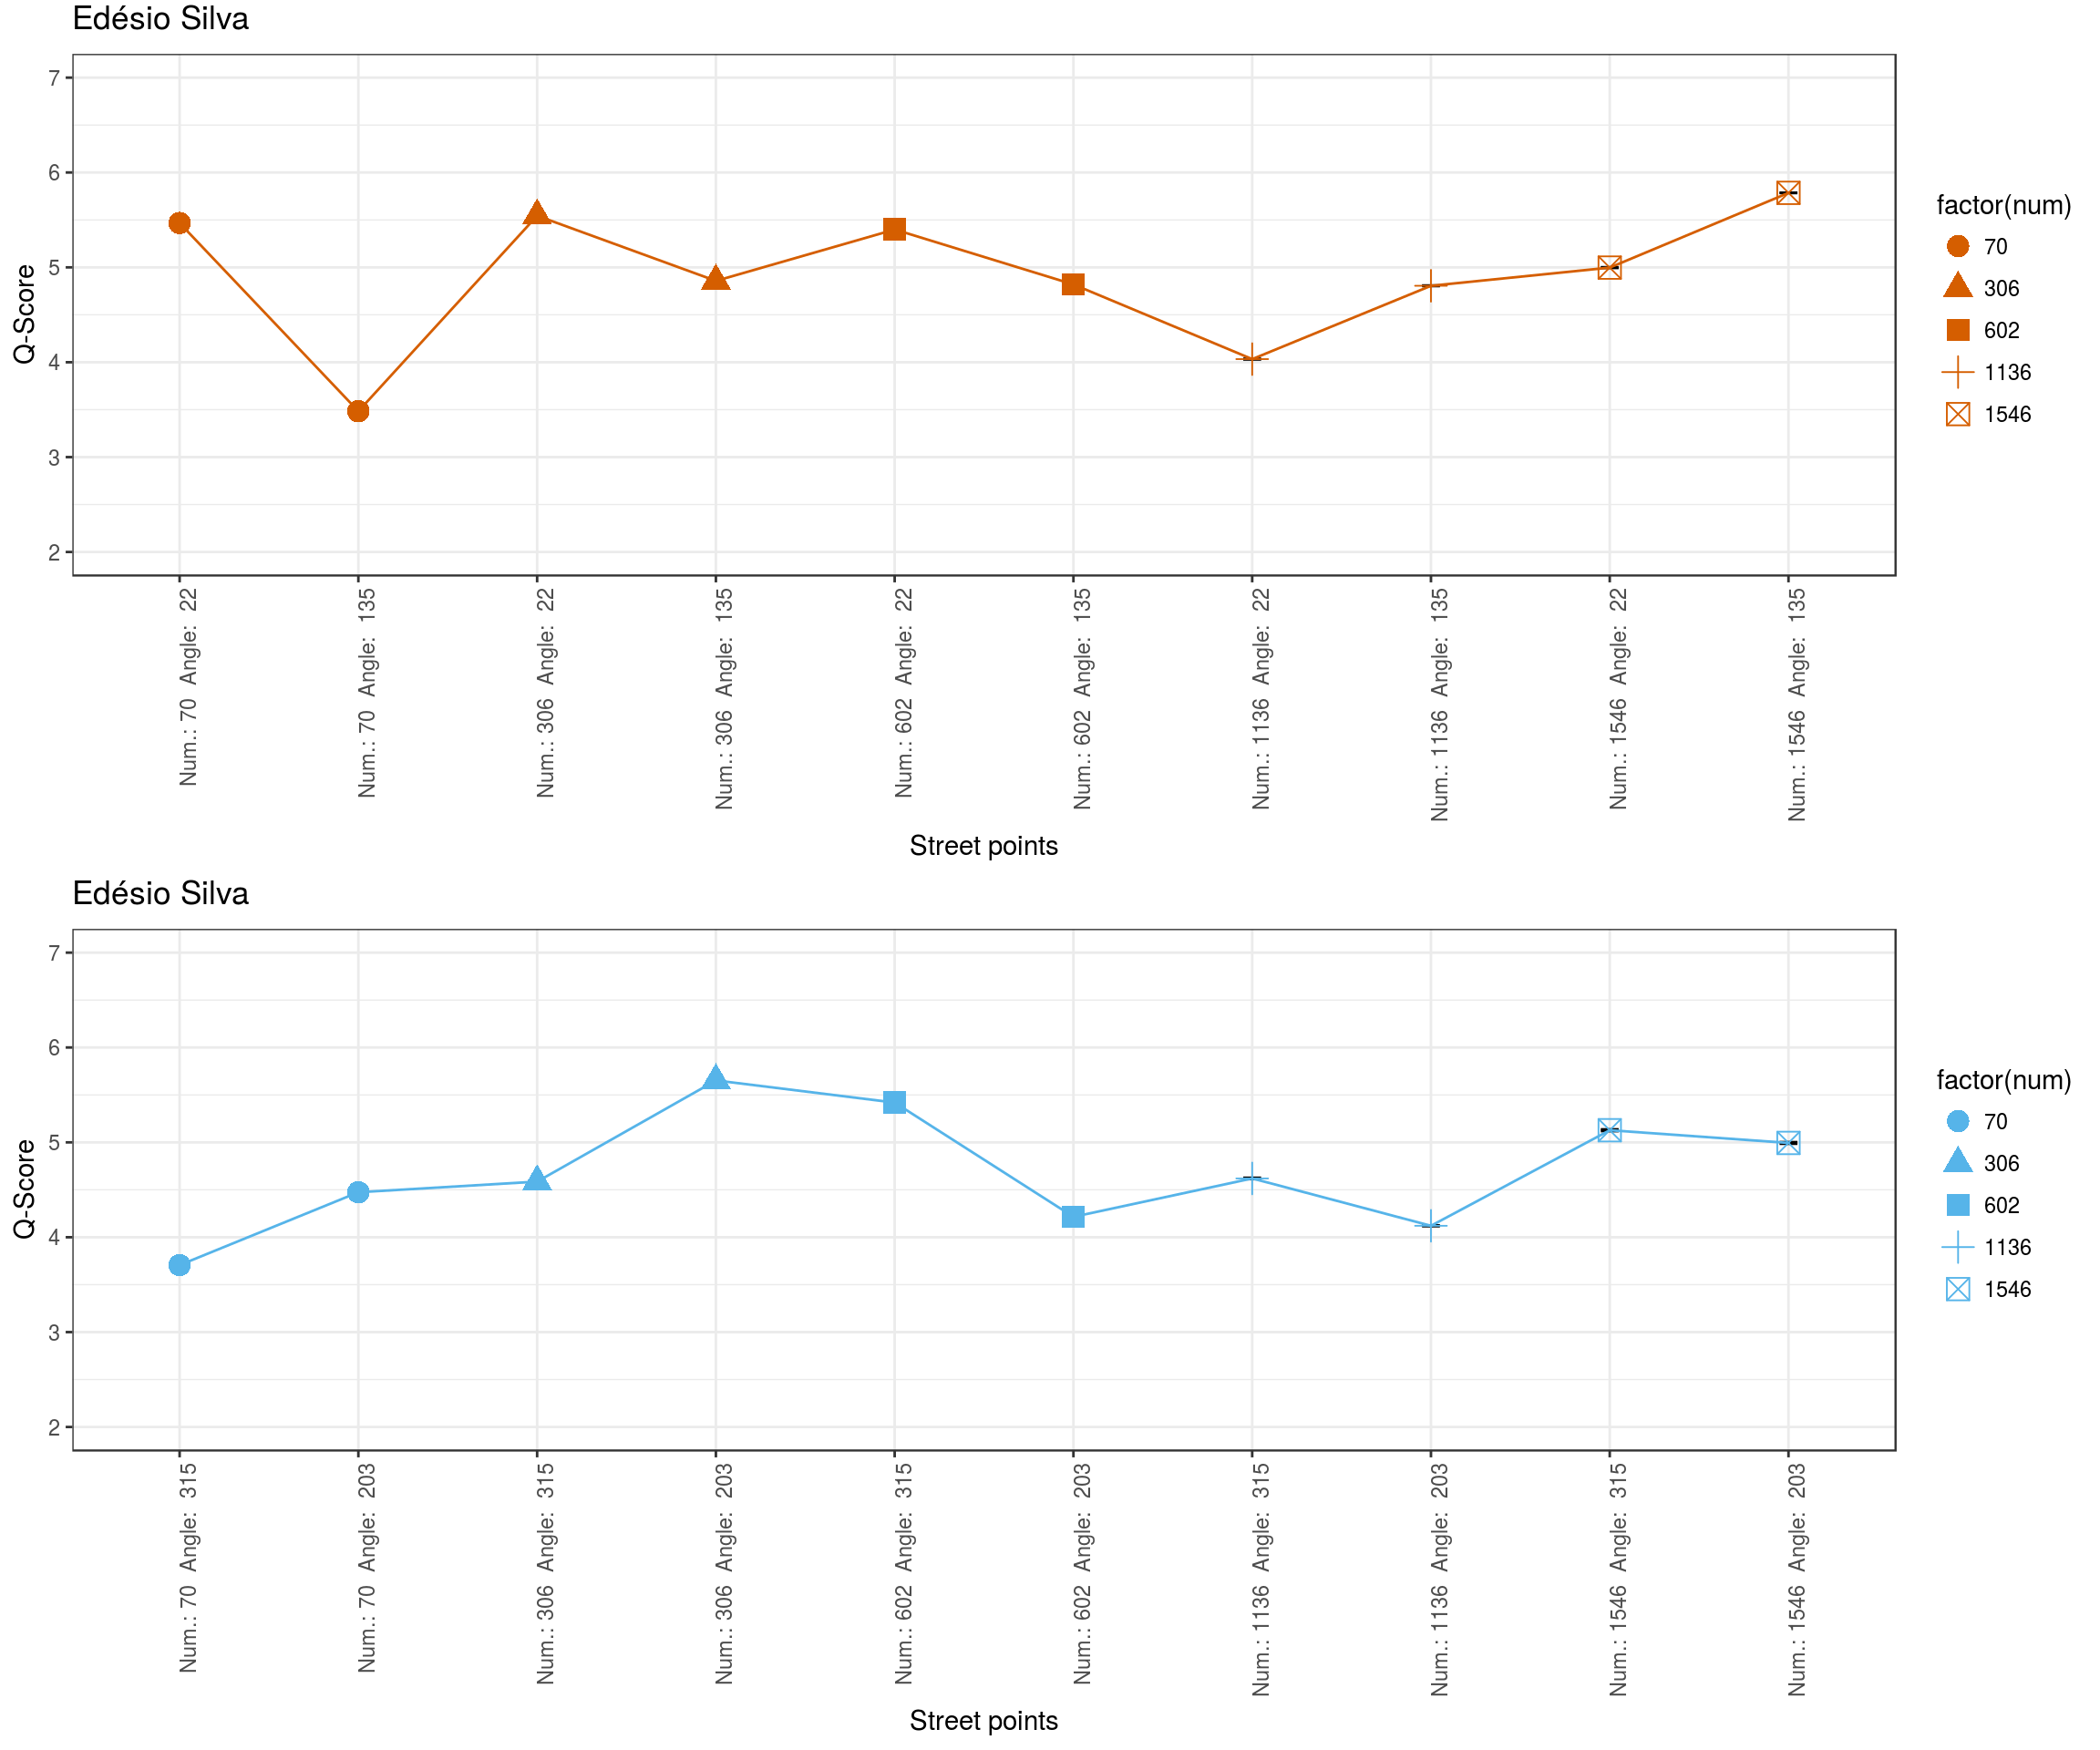 Edésio Silva
7
6
5
4
3
2
Q-Score
Num.: 70 Angle: 22
Num.: 70 Angle: 135
Num.: 306 Angle: 22
Num.: 306 Angle: 135
Num.: 602 Angle: 22
Num.: 602 Angle: 135
Num.: 1136 Angle: 22
Num.: 1136 Angle: 135
Num.: 1546 Angle: 22
Num.: 1546 Angle: 135
Street points
factor(num)
70
306
602
1136
1546
Edésio Silva
7
6
5
4
3
2
Q-Score
Num.: 70 Angle: 315
Num.: 70 Angle: 203
Num.: 306 Angle: 315
Num.: 306 Angle: 203
Num.: 602 Angle: 315
Num.: 602 Angle: 203
Num.: 1136 Angle: 315
Num.: 1136 Angle: 203
Num.: 1546 Angle: 315
Num.: 1546 Angle: 203
Street points
factor(num)
70
306
602
1136
1546